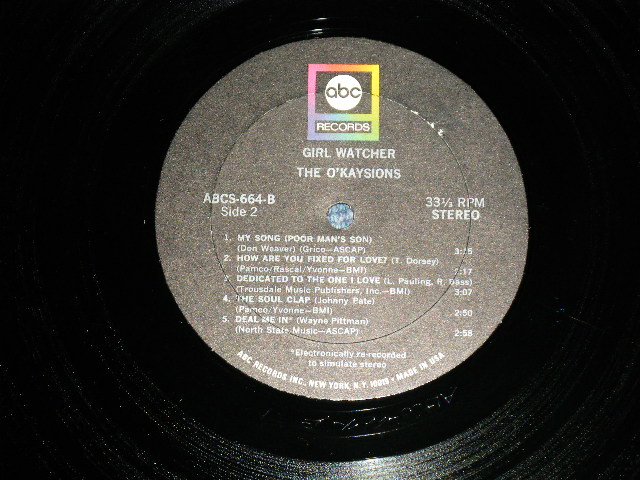 abc
RECORDS
GIRL WATCHER
THE O'KAYSIONS
ABCS-664-B
Side 2
33⅓ RPM
STEREO
1. MY SONG (POOR MAN'S SON)
(Don Weaver) (Grico—ASCAP)
2. HOW ARE YOU FIXED FOR LOVE? (T. Dorsey)
(Pamco/Rascal/Yvonne—BMI) :17
3. DEDICATED TO THE ONE I LOVE (L. Pauling, R. Bass)
(Trousdale Music Publishers, Inc.—BMI) 3:07
4. THE SOUL CLAP (Johnny Pate)
(Pamco/Yvonne—BMI) 2:50
5. DEAL ME IN* (Wayne Pittman)
(North State Music—ASCAP) 2:58
*Electronically re-recorded
to simulate stereo
ABC RECORDS INC., NEW YORK, N.Y. 10019 • MADE IN USA